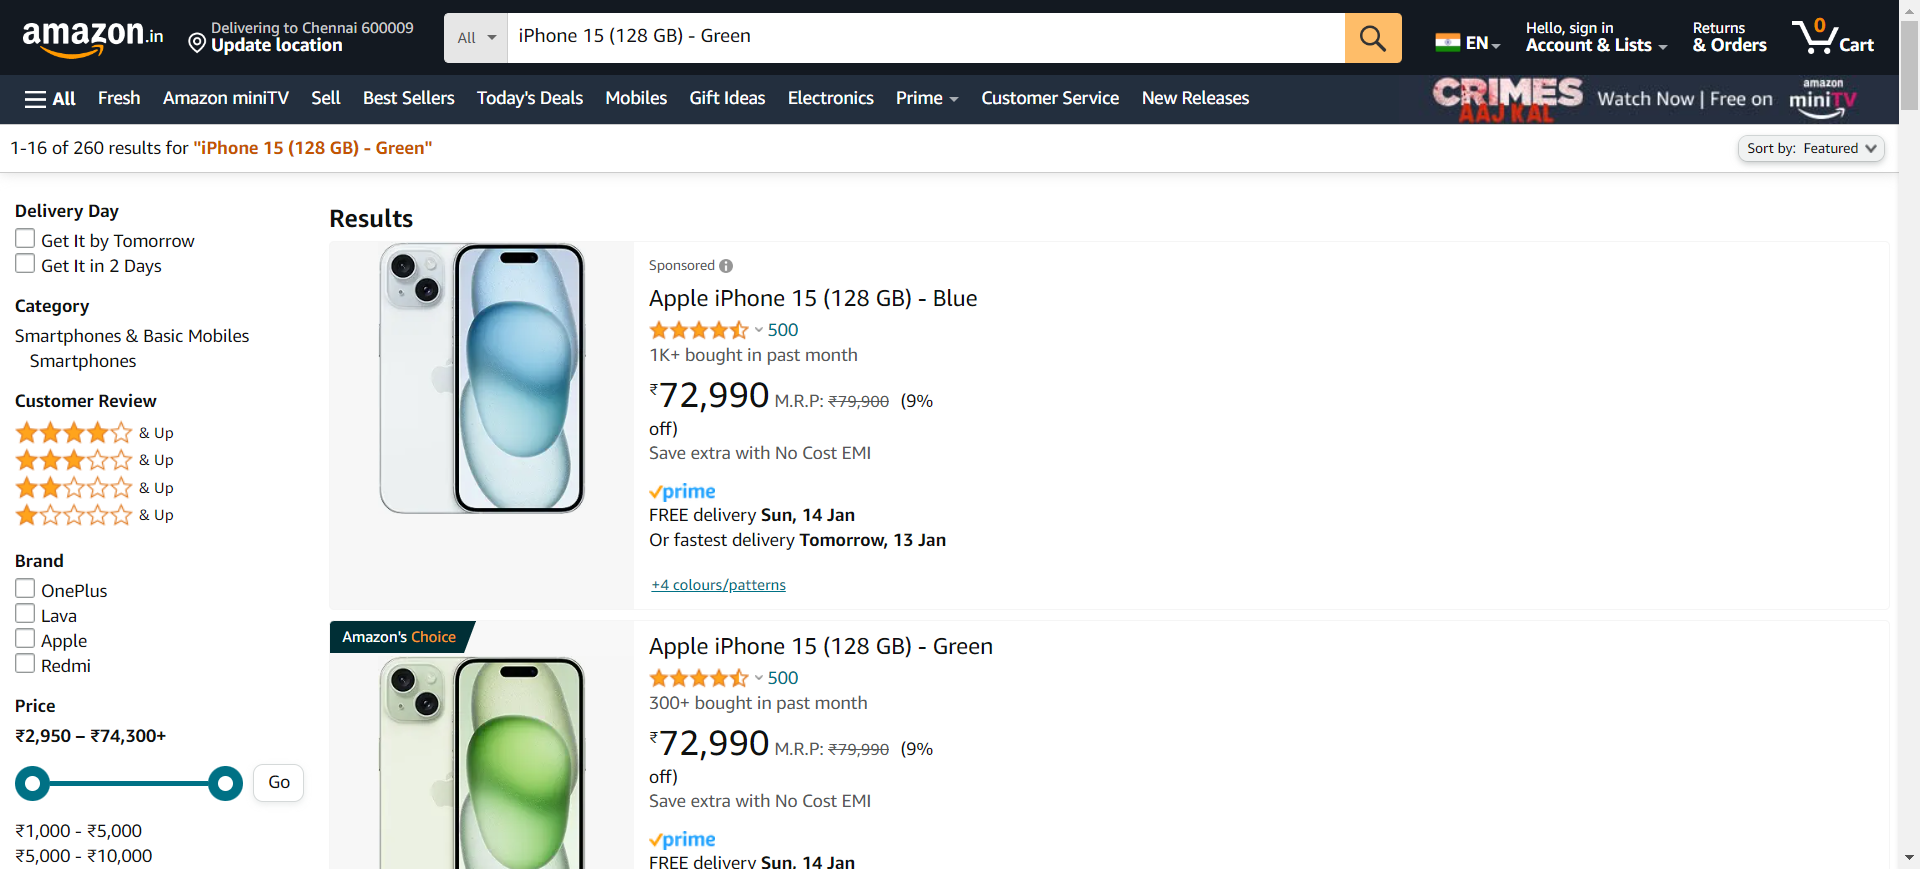 amazon.in
Delivering to Chennai 600009
Update location
All
iPhone 15 (128 GB) - Green
EN
Hello, sign in
Account & Lists
Returns
& Orders
0
Cart
All
Fresh
Amazon miniTV
Sell
Best Sellers
Today's Deals
Mobiles
Gift Ideas
Electronics
Prime
Customer Service
New Releases
CRIMES
AAJ KAL
Watch Now | Free on
amazon
miniTV
1-16 of 260 results for "iPhone 15 (128 GB) - Green"
Sort by: Featured
Delivery Day
Get It by Tomorrow
Get It in 2 Days
Category
Smartphones & Basic Mobiles
Smartphones
Customer Review
& Up
& Up
& Up
& Up
Brand
OnePlus
Lava
Apple
Redmi
Price
₹2,950 – ₹74,300+
Go
₹1,000 - ₹5,000
₹5,000 - ₹10,000
Results
Sponsored
Apple iPhone 15 (128 GB) - Blue
500
1K+ bought in past month
₹72,990 M.R.P: ₹79,900 (9%
off)
Save extra with No Cost EMI
prime
FREE delivery Sun, 14 Jan
Or fastest delivery Tomorrow, 13 Jan
+4 colours/patterns
Amazon's Choice
Apple iPhone 15 (128 GB) - Green
500
300+ bought in past month
₹72,990 M.R.P: ₹79,990 (9%
off)
Save extra with No Cost EMI
prime
FREE delivery Sun, 14 Jan